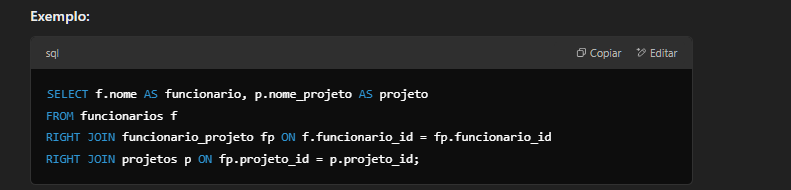 Exemplo:
sql Copiar Editar
SELECT f.nome AS funcionario, p.nome_projeto AS projeto
FROM funcionarios f
RIGHT JOIN funcionario_projeto fp ON f.funcionario_id = fp.funcionario_id
RIGHT JOIN projetos p ON fp.projeto_id = p.projeto_id;